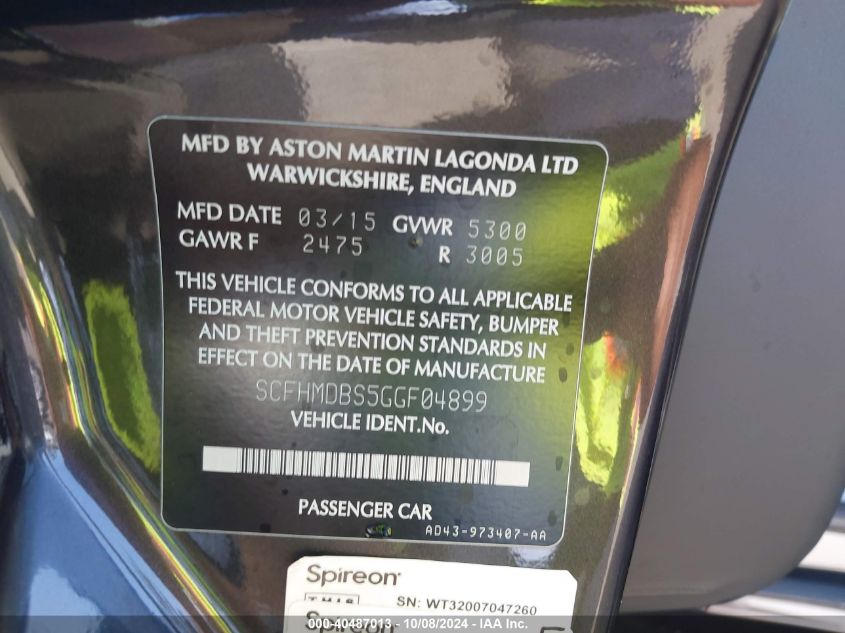 MFD BY ASTON MARTIN LAGONDA LTD
WARWICKSHIRE, ENGLAND
MFD DATE 03/15 GVWR 5300
GAWR F 2475 R 3005
THIS VEHICLE CONFORMS TO ALL APPLICABLE
FEDERAL MOTOR VEHICLE SAFETY, BUMPER
AND THEFT PREVENTION STANDARDS IN
EFFECT ON THE DATE OF MANUFACTURE
SCFHMDBS5GGF04899
VEHICLE IDENT.No.
PASSENGER CAR
AD43-973407-AA
Spireon
SN: WT32007047260
Spireon
000-40487013 - 10/08/2024 - IAA Inc.